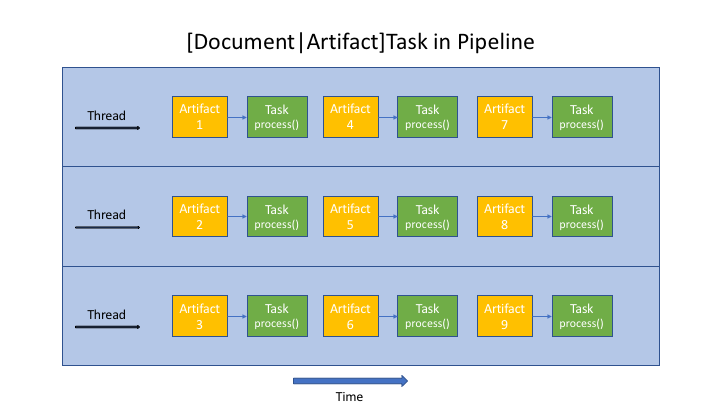 [Document|Artifact]Task in Pipeline
Thread
Artifact
1
Task
process()
Artifact
4
Task
process()
Artifact
7
Task
process()
Thread
Artifact
2
Task
process()
Artifact
5
Task
process()
Artifact
8
Task
process()
Thread
Artifact
3
Task
process()
Artifact
6
Task
process()
Artifact
9
Task
process()
Time